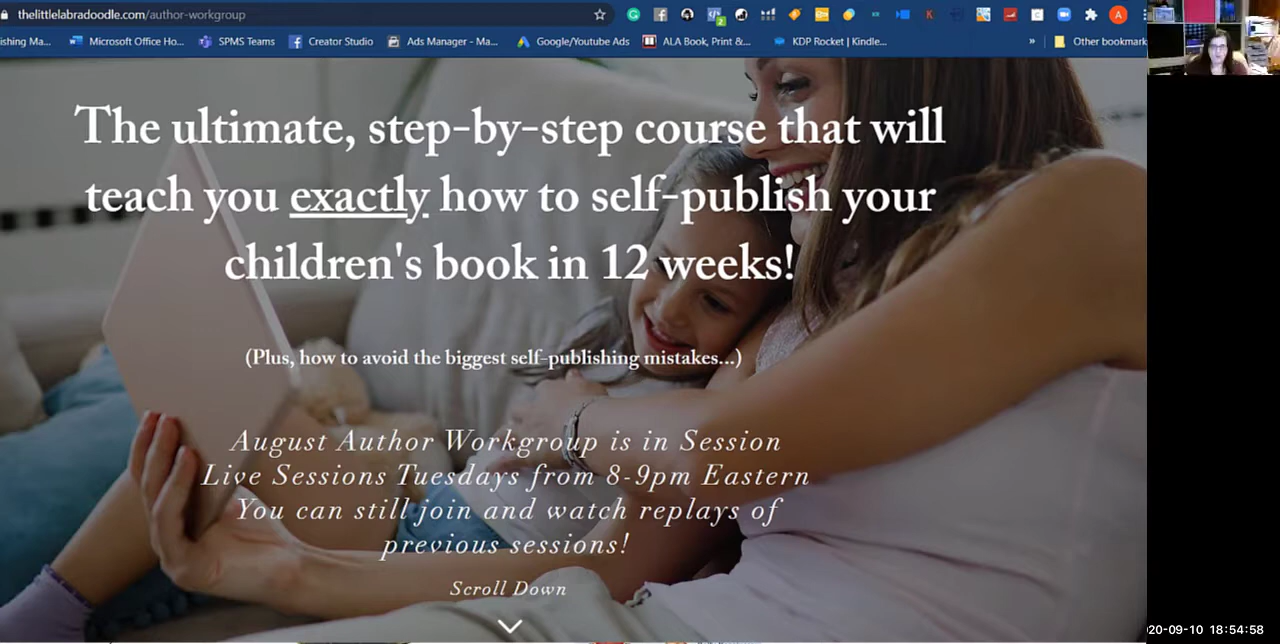 thelittlelabradoodle.com/author-workgroup
ishing Ma... Microsoft Office Ho... SPMS Teams Creator Studio Ads Manager - Ma... Google/Youtube Ads ALA Book, Print &... KDP Rocket | Kindle... » Other bookmark
The ultimate, step-by-step course that will
teach you exactly how to self-publish your
children's book in 12 weeks!
(Plus, how to avoid the biggest self-publishing mistakes...)
August Author Workgroup is in Session
Live Sessions Tuesdays from 8-9pm Eastern
You can still join and watch replays of
previous sessions!
Scroll Down
20-09-10 18:54:58